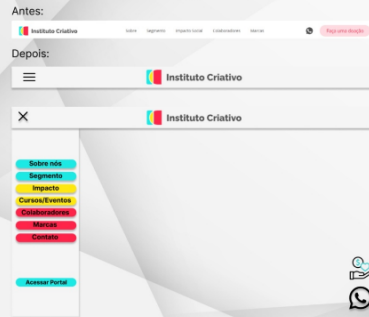 Antes:
Instituto Criativo Sobre Segmento Impacto Social Colaboradores Marcas Faça uma doação
Depois:
Instituto Criativo
Instituto Criativo
Sobre nós
Segmento
Impacto
Cursos/Eventos
Colaboradores
Marcas
Contato
Acessar Portal